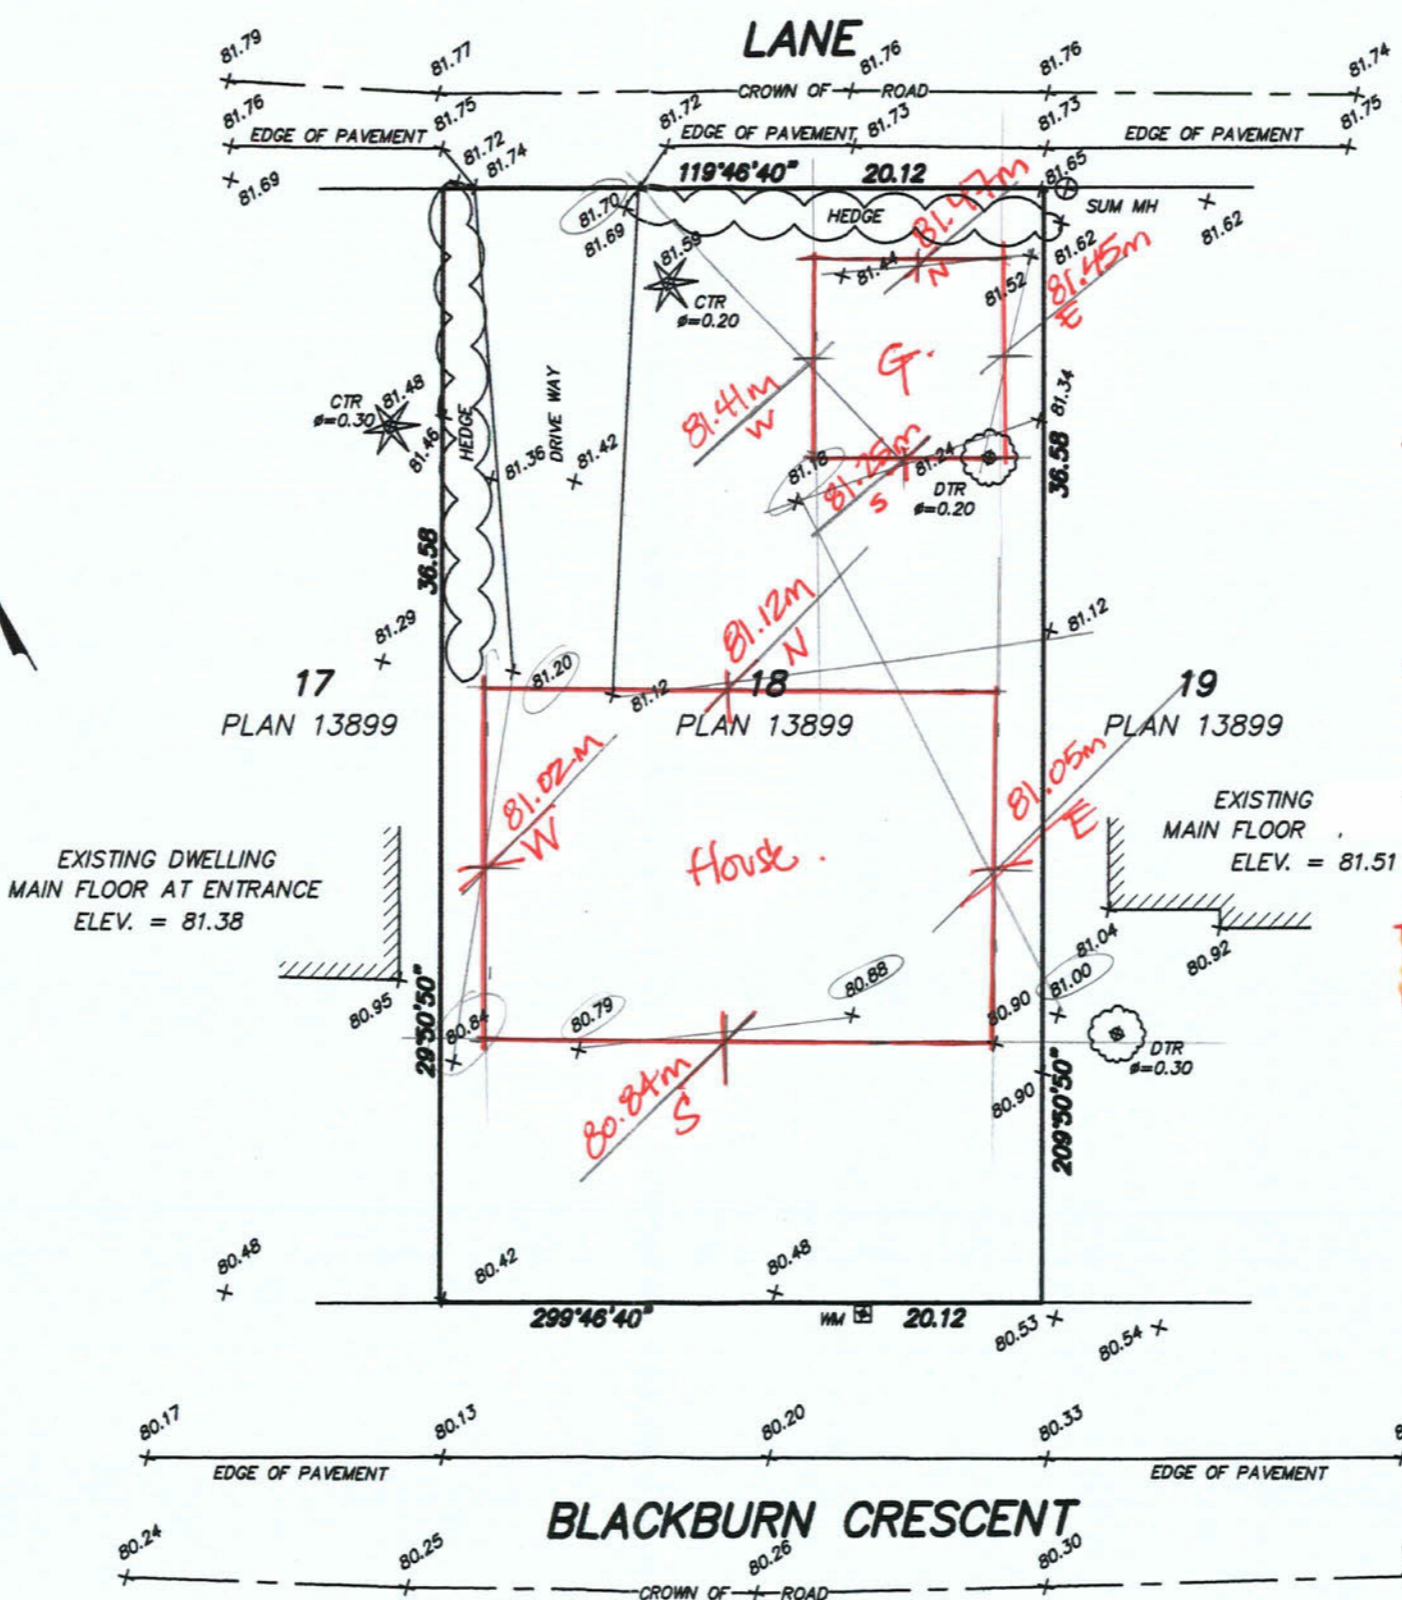 LANE
81.79
81.77
81.76
81.76
81.74
CROWN OF ROAD
81.76
81.75
81.72
81.73
81.73
81.75
EDGE OF PAVEMENT
EDGE OF PAVEMENT
EDGE OF PAVEMENT
81.72
81.74
119°46'40"
20.12
81.65
81.69
81.70
HEDGE
81.47m
N
SUM MH
81.62
81.69
81.59
81.62
81.44
81.52
81.45m
E
CTR
ø=0.20
G.
CTR
ø=0.30
81.48
HEDGE
DRIVE WAY
81.41m
W
81.34
81.46
81.36
81.42
81.18
81.25m
S
81.24
36.58
DTR
ø=0.20
36.58
81.29
81.12m
N
81.12
17
PLAN 13899
81.20
81.12
18
PLAN 13899
19
PLAN 13899
81.02m
W
81.05m
E
House.
EXISTING DWELLING
MAIN FLOOR AT ENTRANCE
ELEV. = 81.38
EXISTING
MAIN FLOOR
ELEV. = 81.51
80.95
29°50'50"
80.84
80.79
80.88
80.90
81.00
81.04
80.92
DTR
ø=0.30
80.84m
S
80.90
209°50'50"
80.48
80.42
80.48
299°46'40"
WM
20.12
80.53
80.54
80.17
80.13
80.20
80.33
EDGE OF PAVEMENT
EDGE OF PAVEMENT
BLACKBURN CRESCENT
80.24
80.25
80.26
80.30
CROWN OF ROAD